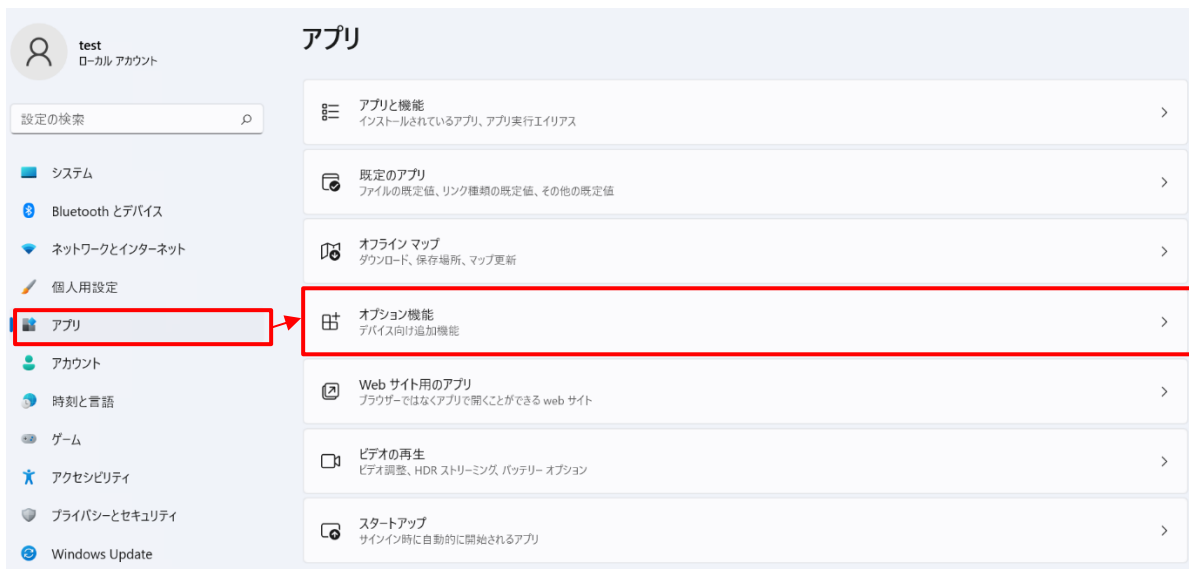 test
ローカル アカウント
設定の検索
システム
Bluetooth とデバイス
ネットワークとインターネット
個人用設定
アプリ
アカウント
時刻と言語
ゲーム
アクセシビリティ
プライバシーとセキュリティ
Windows Update
アプリ
アプリと機能
インストールされているアプリ、アプリ実行エイリアス
既定のアプリ
ファイルの既定値、リンク種類の既定値、その他の既定値
オフライン マップ
ダウンロード、保存場所、マップ更新
オプション機能
デバイス向け追加機能
Web サイト用のアプリ
ブラウザーではなくアプリで開くことができる web サイト
ビデオの再生
ビデオ調整、HDR ストリーミング、バッテリー オプション
スタートアップ
サインイン時に自動的に開始されるアプリ